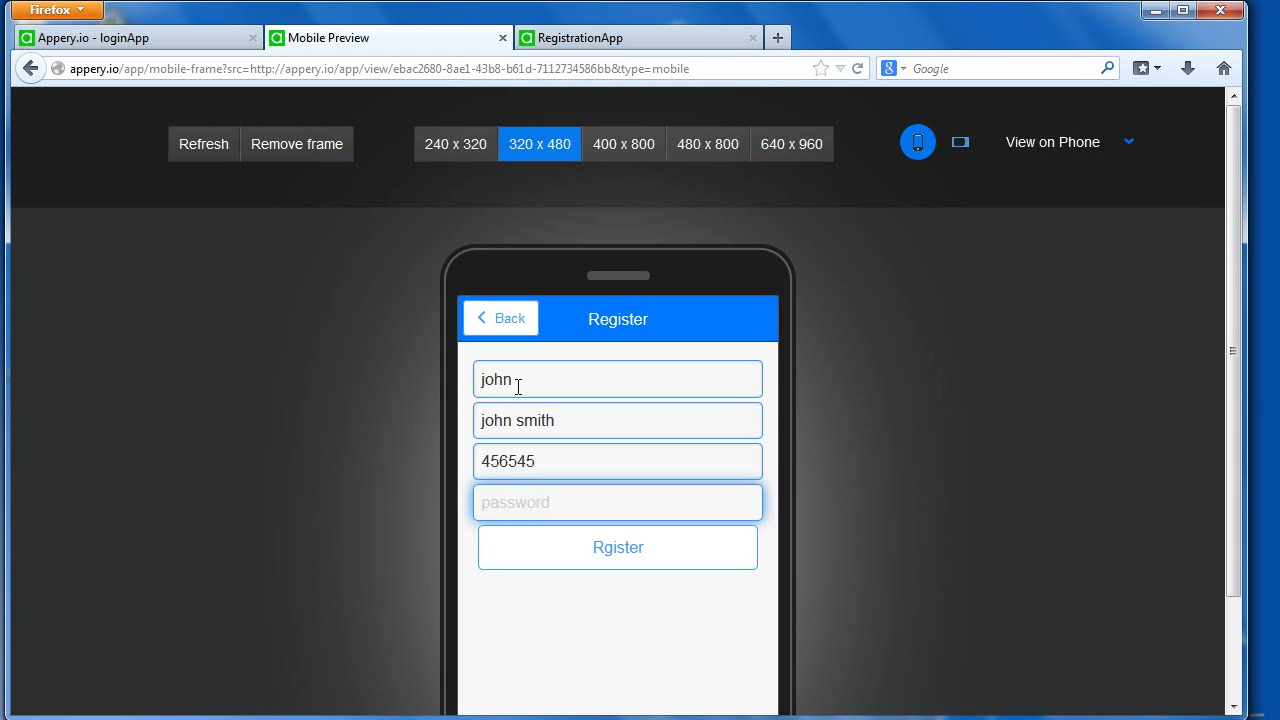 Firefox
Appery.io - loginApp
Mobile Preview
RegistrationApp
appery.io/app/mobile-frame?src=http://appery.io/app/view/ebac2680-8ae1-43b8-b61d-7112734586bb&type=mobile
Google
Refresh
Remove frame
240 x 320
320 x 480
400 x 800
480 x 800
640 x 960
View on Phone
Back
Register
john
john smith
456545
password
Rgister